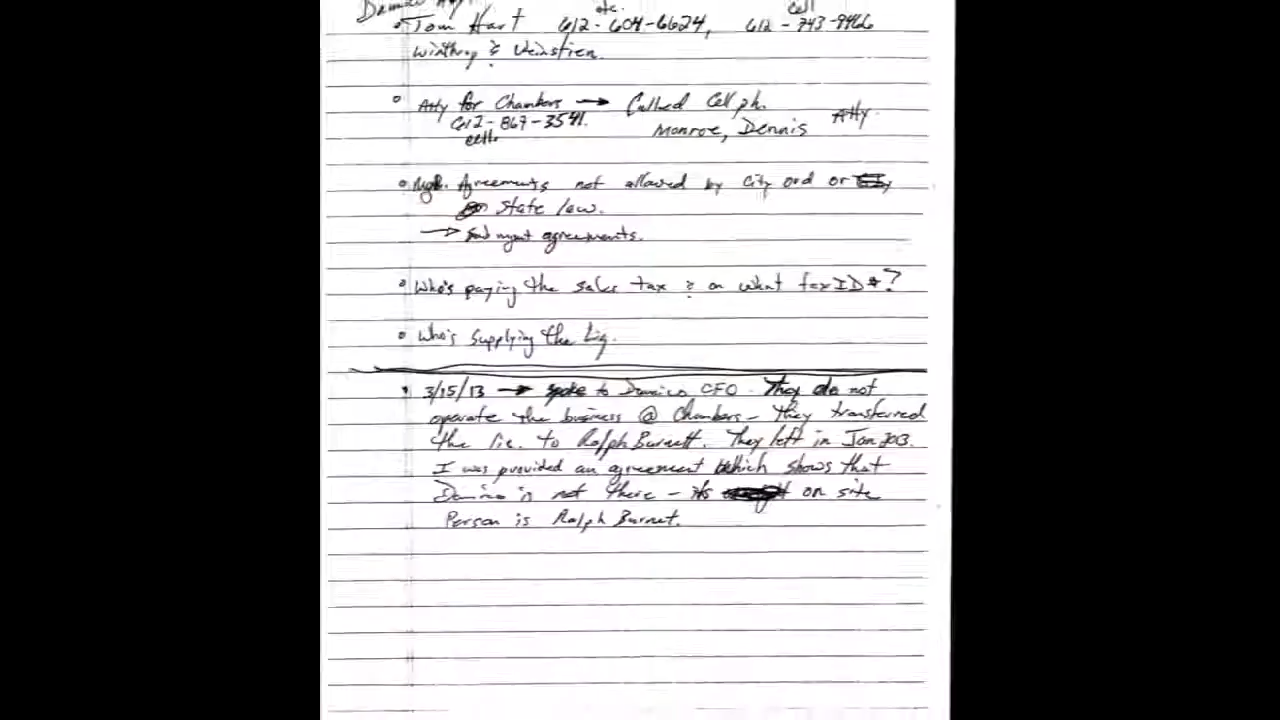 ofc. cell
• Tom Hart 612-604-6624, 612-743-9466
Winthrop & Weinstien.
• Atty for Chambers → Called Cell ph.
612-867-3541. Monroe, Dennis Atty.
cell.
• Agreements not allowed by City ord or
State law.
→ mgmt agreements.
• Who's paying the sales tax & on what tax ID #?
• Who's supplying the Liq.
• 3/15/13 → spoke to Damico CFO - They do not
operate the business @ Chambers - They transferred
the lic. to Ralph Burnett. They left in Jan 2013.
I was provided an agreement which shows that
Damico is not there - its on site
Person is Ralph Burnet.